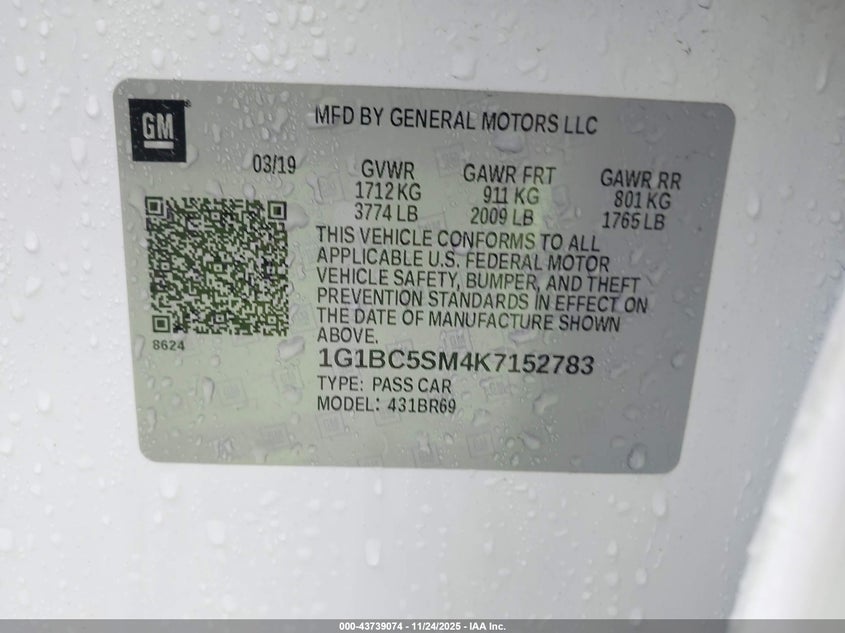 GM
MFD BY GENERAL MOTORS LLC
03/19
GVWR
1712 KG
3774 LB
GAWR FRT
911 KG
2009 LB
GAWR RR
801 KG
1765 LB
THIS VEHICLE CONFORMS TO ALL
APPLICABLE U.S. FEDERAL MOTOR
VEHICLE SAFETY, BUMPER, AND THEFT
PREVENTION STANDARDS IN EFFECT ON
THE DATE OF MANUFACTURE SHOWN
ABOVE.
8624
1G1BC5SM4K7152783
TYPE: PASS CAR
MODEL: 431BR69
000-43739074 - 11/24/2025 - IAA Inc.